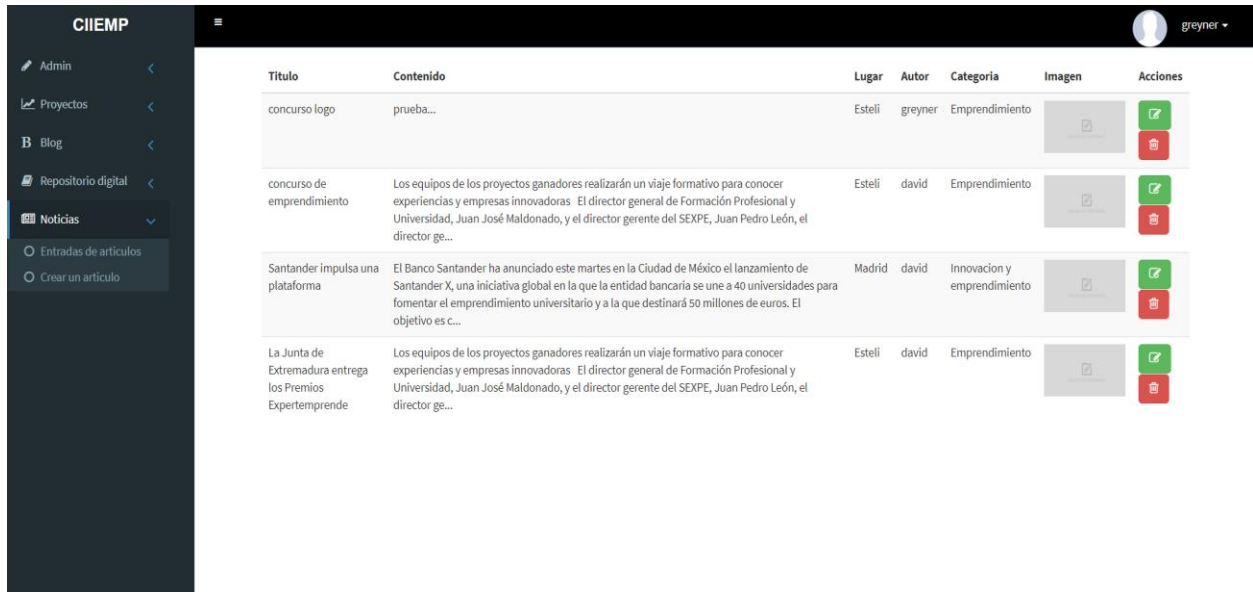 CIIEMP
greyner
Admin
Proyectos
B Blog
Repositorio digital
Noticias
Entradas de articulos
Crear un articulo
Titulo Contenido Lugar Autor Categoria Imagen Acciones
concurso logo prueba... Estelí greyner Emprendimiento
concurso de Los equipos de los proyectos ganadores realizarán un viaje formativo para conocer Estelí david Emprendimiento
emprendimiento experiencias y empresas innovadoras El director general de Formación Profesional y
Universidad, Juan José Maldonado, y el director gerente del SEXPE, Juan Pedro León, el
director ge...
Santander impulsa una El Banco Santander ha anunciado este martes en la Ciudad de México el lanzamiento de Madrid david Innovacion y
plataforma Santander X, una iniciativa global en la que la entidad bancaria se une a 40 universidades para emprendimiento
fomentar el emprendimiento universitario y a la que destinará 50 millones de euros. El
objetivo es c...
La Junta de Los equipos de los proyectos ganadores realizarán un viaje formativo para conocer Estelí david Emprendimiento
Extremadura entrega experiencias y empresas innovadoras El director general de Formación Profesional y
los Premios Universidad, Juan José Maldonado, y el director gerente del SEXPE, Juan Pedro León, el
Expertemprende director ge...